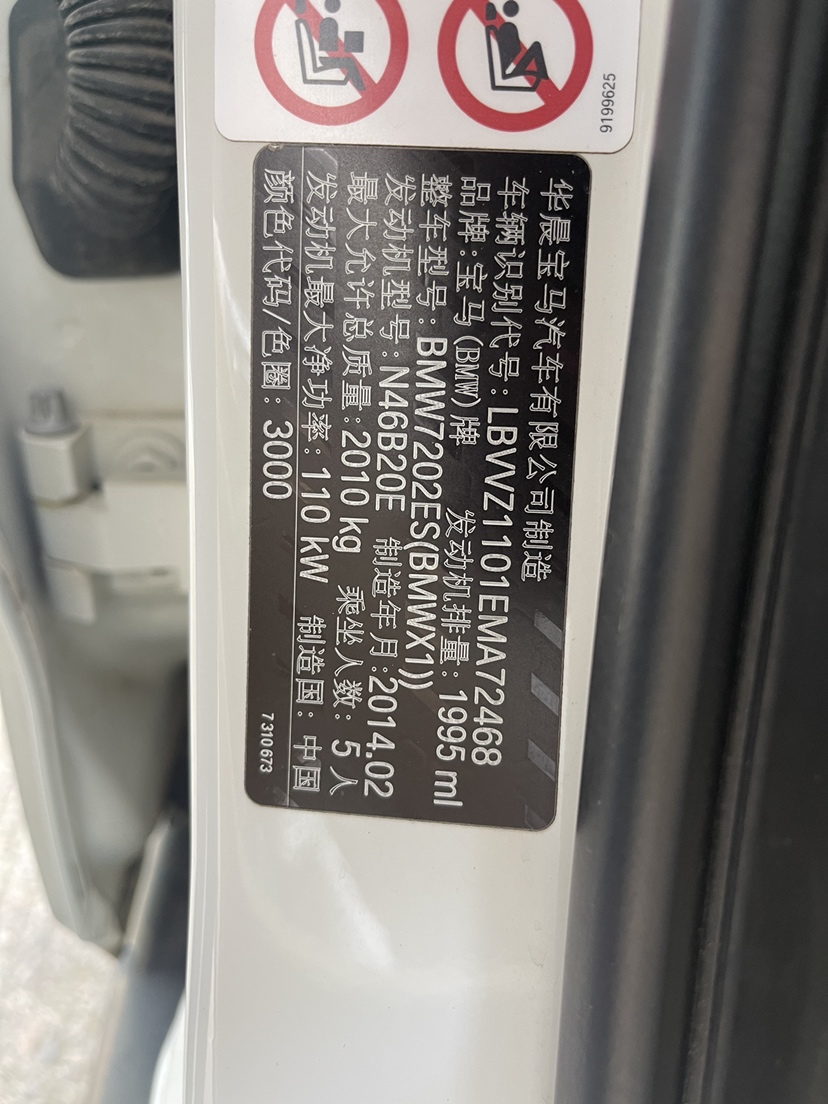 9199625
华晨宝马汽车有限公司制造
车辆识别代号:LBVVZ1101EMA72468
品牌:宝马(BMW)牌 发动机排量:1995 ml
整车型号:BMW7202ES(BMWX1))
发动机型号:N46B20E 制造年月:2014.02
最大允许总质量:2010 kg 乘坐人数:5人
发动机最大净功率:110 kW 制造国:中国
颜色代码/色圈:3000
7310673